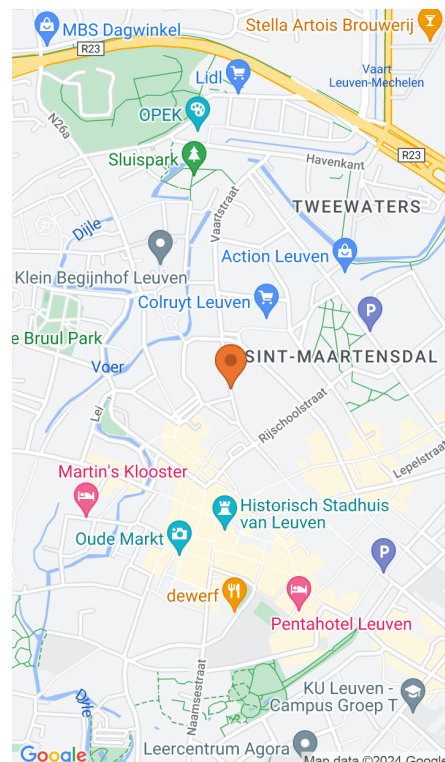 Stella Artois Brouwerij
MBS Dagwinkel
R23
Vaart
Leuven-Mechelen
Lidl
OPEK
N26a
Sluispark
Havenkant
R23
Vaartstraat
TWEEWATERS
Dijle
Action Leuven
Klein Begijnhof Leuven
Colruyt Leuven
e Bruul Park
Voer
SINT-MAARTENSDAL
Lei
Rijschoolstraat
Lepelstraat
Martin's Klooster
Historisch Stadhuis
van Leuven
Oude Markt
P
P
dewerf
Pentahotel Leuven
Naamsestraat
Dijle
KU Leuven -
Campus Groep T
Leercentrum Agora
Google
Map data ©2024 Google